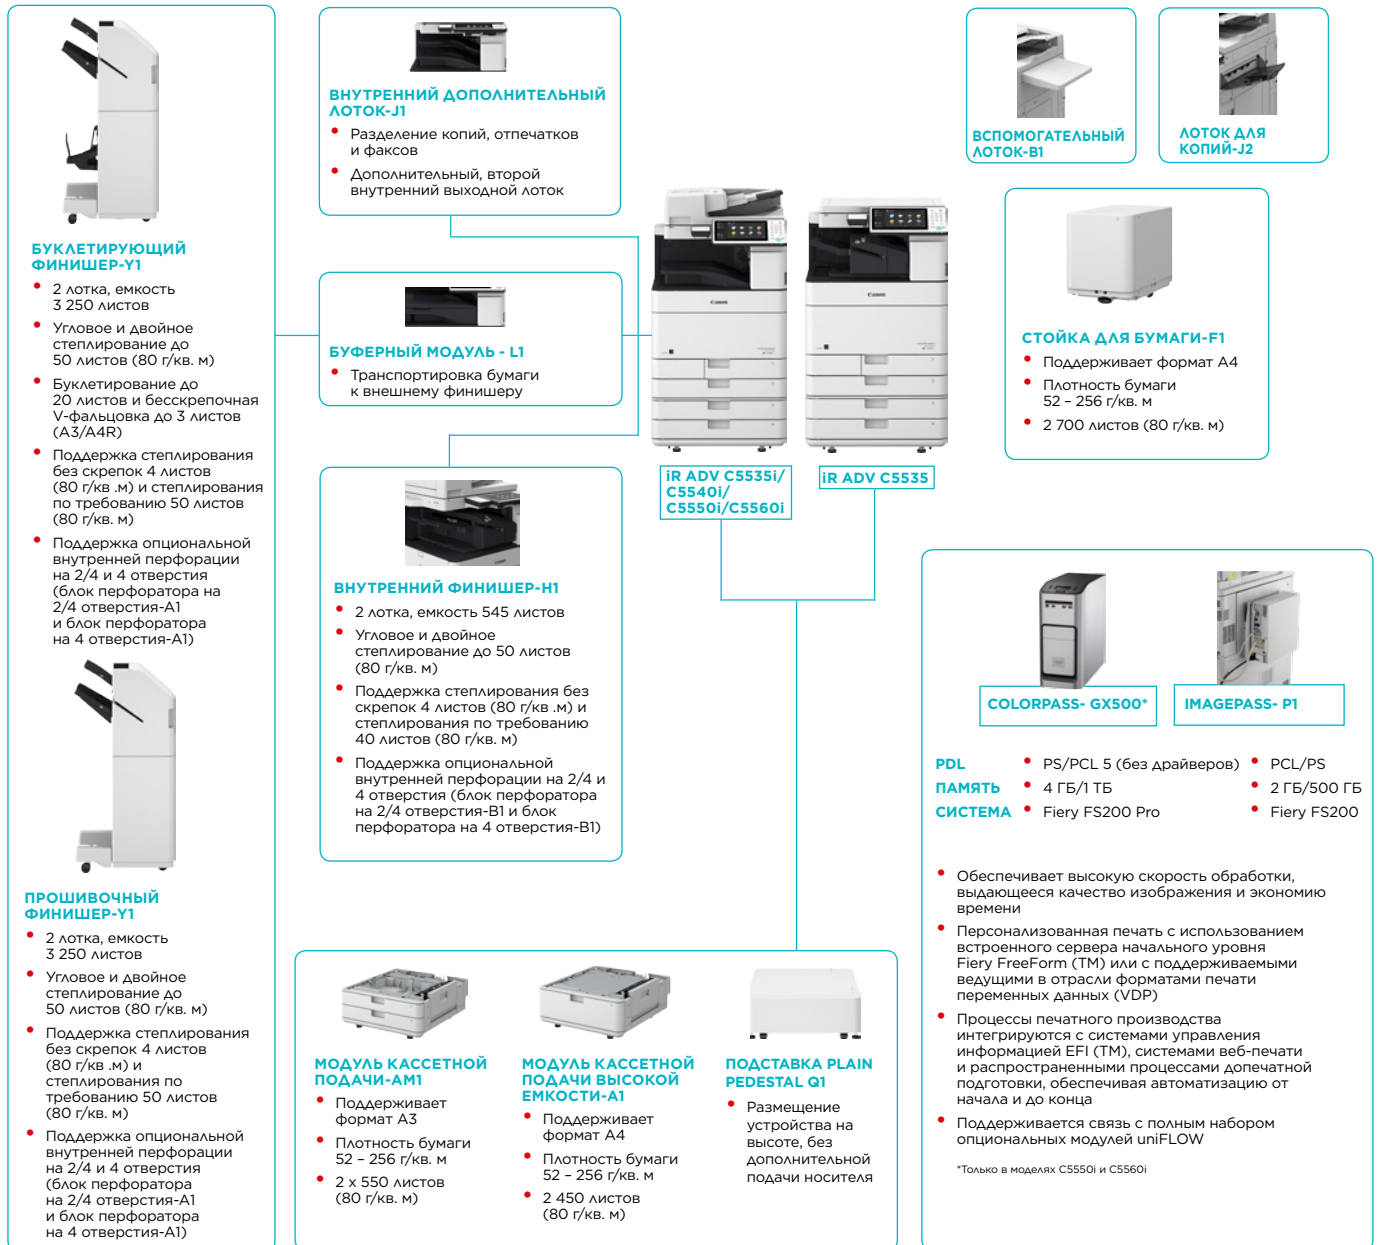 БУКЛЕТИРУЮЩИЙ
ФИНИШЕР-Y1
• 2 лотка, емкость
3 250 листов
• Угловое и двойное
степлирование до
50 листов (80 г/кв. м)
• Буклетирование до
20 листов и бесскрепочная
V-фальцовка до 3 листов
(A3/A4R)
• Поддержка степлирования
без скрепок 4 листов
(80 г/кв .м) и степлирования
по требованию 50 листов
(80 г/кв. м)
• Поддержка опциональной
внутренней перфорации
на 2/4 и 4 отверстия
(блок перфоратора на
2/4 отверстия-A1
и блок перфоратора
на 4 отверстия-A1)
ПРОШИВОЧНЫЙ
ФИНИШЕР-Y1
• 2 лотка, емкость
3 250 листов
• Угловое и двойное
степлирование до
50 листов (80 г/кв. м)
• Поддержка степлирования
без скрепок 4 листов
(80 г/кв .м) и
степлирования по
требованию 50 листов
(80 г/кв. м)
• Поддержка опциональной
внутренней перфорации
на 2/4 и 4 отверстия
(блок перфоратора
на 2/4 отверстия-A1
и блок перфоратора
на 4 отверстия-A1)
ВНУТРЕННИЙ ДОПОЛНИТЕЛЬНЫЙ
ЛОТОК-J1
• Разделение копий, отпечатков
и факсов
• Дополнительный, второй
внутренний выходной лоток
БУФЕРНЫЙ МОДУЛЬ - L1
• Транспортировка бумаги
к внешнему финишеру
ВНУТРЕННИЙ ФИНИШЕР-H1
• 2 лотка, емкость 545 листов
• Угловое и двойное
степлирование до 50 листов
(80 г/кв. м)
• Поддержка степлирования без
скрепок 4 листов (80 г/кв .м) и
степлирования по требованию
40 листов (80 г/кв. м)
• Поддержка опциональной
внутренней перфорации на 2/4 и
4 отверстия (блок перфоратора
на 2/4 отверстия-B1 и блок
перфоратора на 4 отверстия-B1)
Canon
Canon
iR ADV C5535i/
C5540i/
C5550i/C5560i
iR ADV C5535
ВСПОМОГАТЕЛЬНЫЙ
ЛОТОК-B1
ЛОТОК ДЛЯ
КОПИЙ-J2
СТОЙКА ДЛЯ БУМАГИ-F1
• Поддерживает формат A4
• Плотность бумаги
52 – 256 г/кв. м
• 2 700 листов (80 г/кв. м)
МОДУЛЬ КАССЕТНОЙ
ПОДАЧИ-AM1
• Поддерживает
формат A3
• Плотность бумаги
52 – 256 г/кв. м
• 2 x 550 листов
(80 г/кв. м)
МОДУЛЬ КАССЕТНОЙ
ПОДАЧИ ВЫСОКОЙ
ЕМКОСТИ-A1
• Поддерживает
формат A4
• Плотность бумаги
52 – 256 г/кв. м
• 2 450 листов
(80 г/кв. м)
ПОДСТАВКА PLAIN
PEDESTAL Q1
• Размещение
устройства на
высоте, без
дополнительной
подачи носителя
COLORPASS- GX500*
IMAGEPASS- P1
PDL • PS/PCL 5 (без драйверов) • PCL/PS
ПАМЯТЬ • 4 ГБ/1 ТБ • 2 ГБ/500 ГБ
СИСТЕМА • Fiery FS200 Pro • Fiery FS200
• Обеспечивает высокую скорость обработки,
выдающееся качество изображения и экономию
времени
• Персонализованная печать с использованием
встроенного сервера начального уровня
Fiery FreeForm (TM) или с поддерживаемыми
ведущими в отрасли форматами печати
переменных данных (VDP)
• Процессы печатного производства
интегрируются с системами управления
информацией EFI (TM), системами веб-печати
и распространенными процессами допечатной
подготовки, обеспечивая автоматизацию от
начала и до конца
• Поддерживается связь с полным набором
опциональных модулей uniFLOW
*Только в моделях C5550i и C5560i